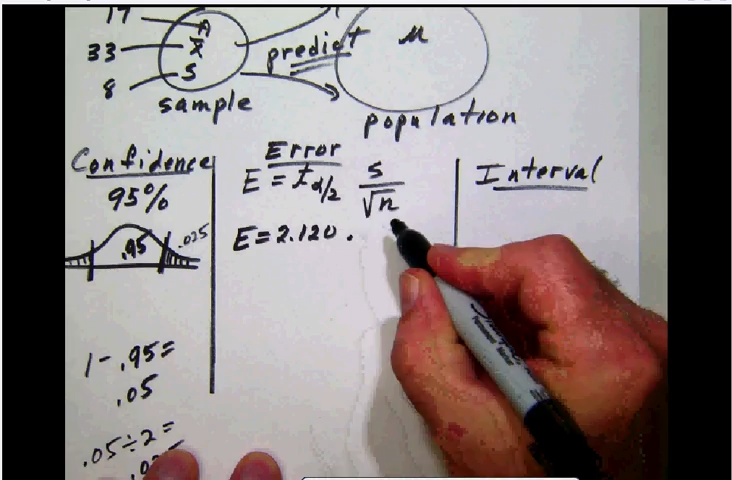 17 n
33 x̄
8 s
predict
μ
sample
population
Confidence
95%
.95 .025
1 - .95 =
.05
.05 ÷ 2 =
Error
E = t α/2 s/√n
E = 2.120 ·
Interval